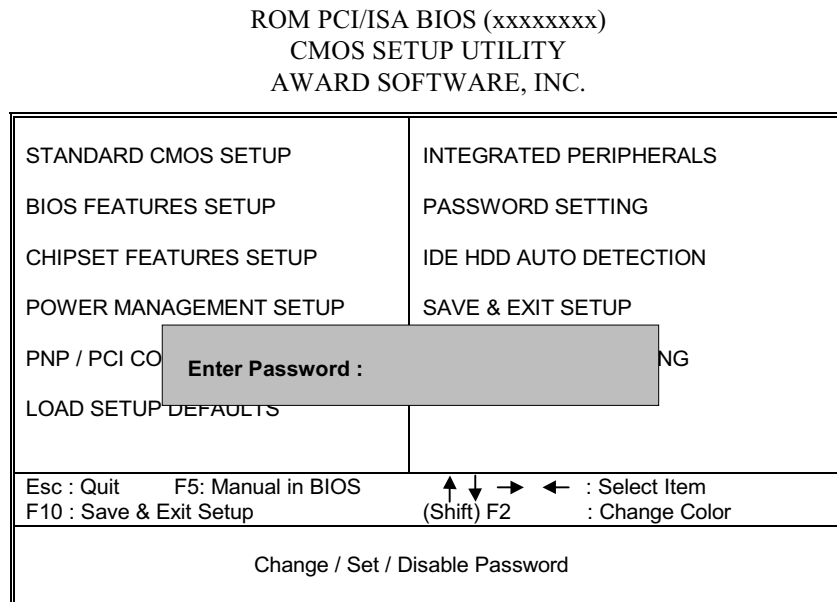 ROM PCI/ISA BIOS (xxxxxxxx)
CMOS SETUP UTILITY
AWARD SOFTWARE, INC.
STANDARD CMOS SETUP
BIOS FEATURES SETUP
CHIPSET FEATURES SETUP
POWER MANAGEMENT SETUP
PNP / PCI CO
LOAD SETUP DEFAULTS
INTEGRATED PERIPHERALS
PASSWORD SETTING
IDE HDD AUTO DETECTION
SAVE & EXIT SETUP
NG
Enter Password :
Esc : Quit F5: Manual in BIOS ↑ ↓ → ← : Select Item
F10 : Save & Exit Setup (Shift) F2 : Change Color
Change / Set / Disable Password